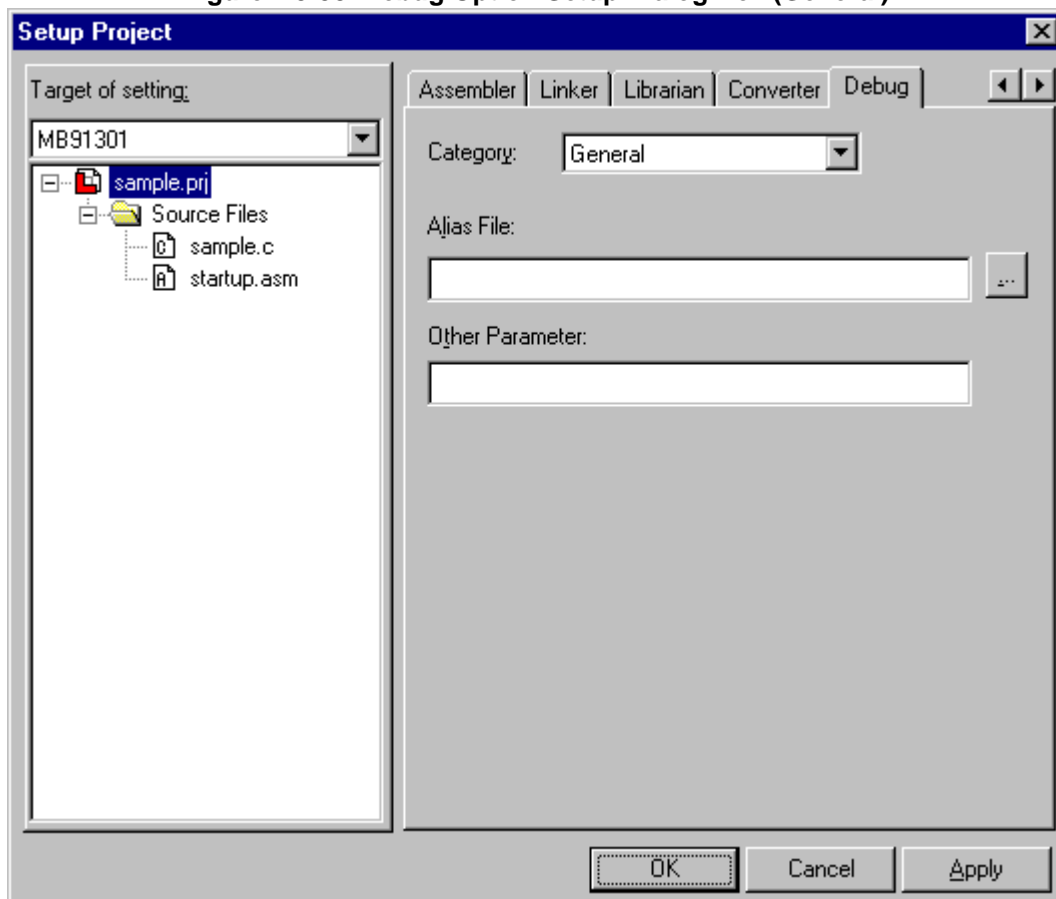 Setup Project
Target of setting:
Assembler Linker Librarian Converter Debug
MB91301
Category: General
sample.prj
Source Files
Alias File:
sample.c
startup.asm
...
Other Parameter:
OK Cancel Apply